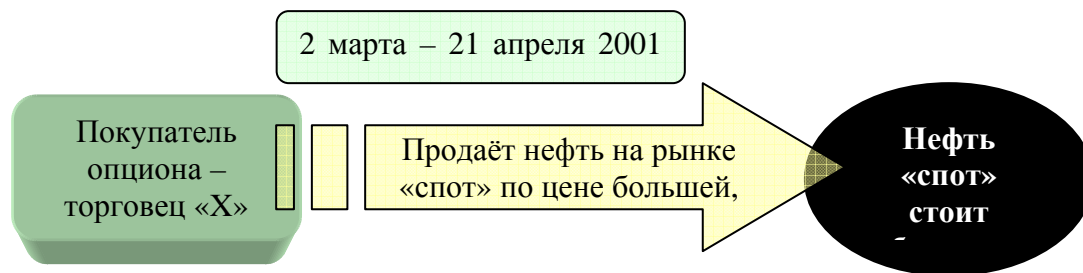 2 марта – 21 апреля 2001
Покупатель
опциона –
торговец «Х»
Продаёт нефть на рынке
«спот» по цене большей,
Нефть
«спот»
стоит